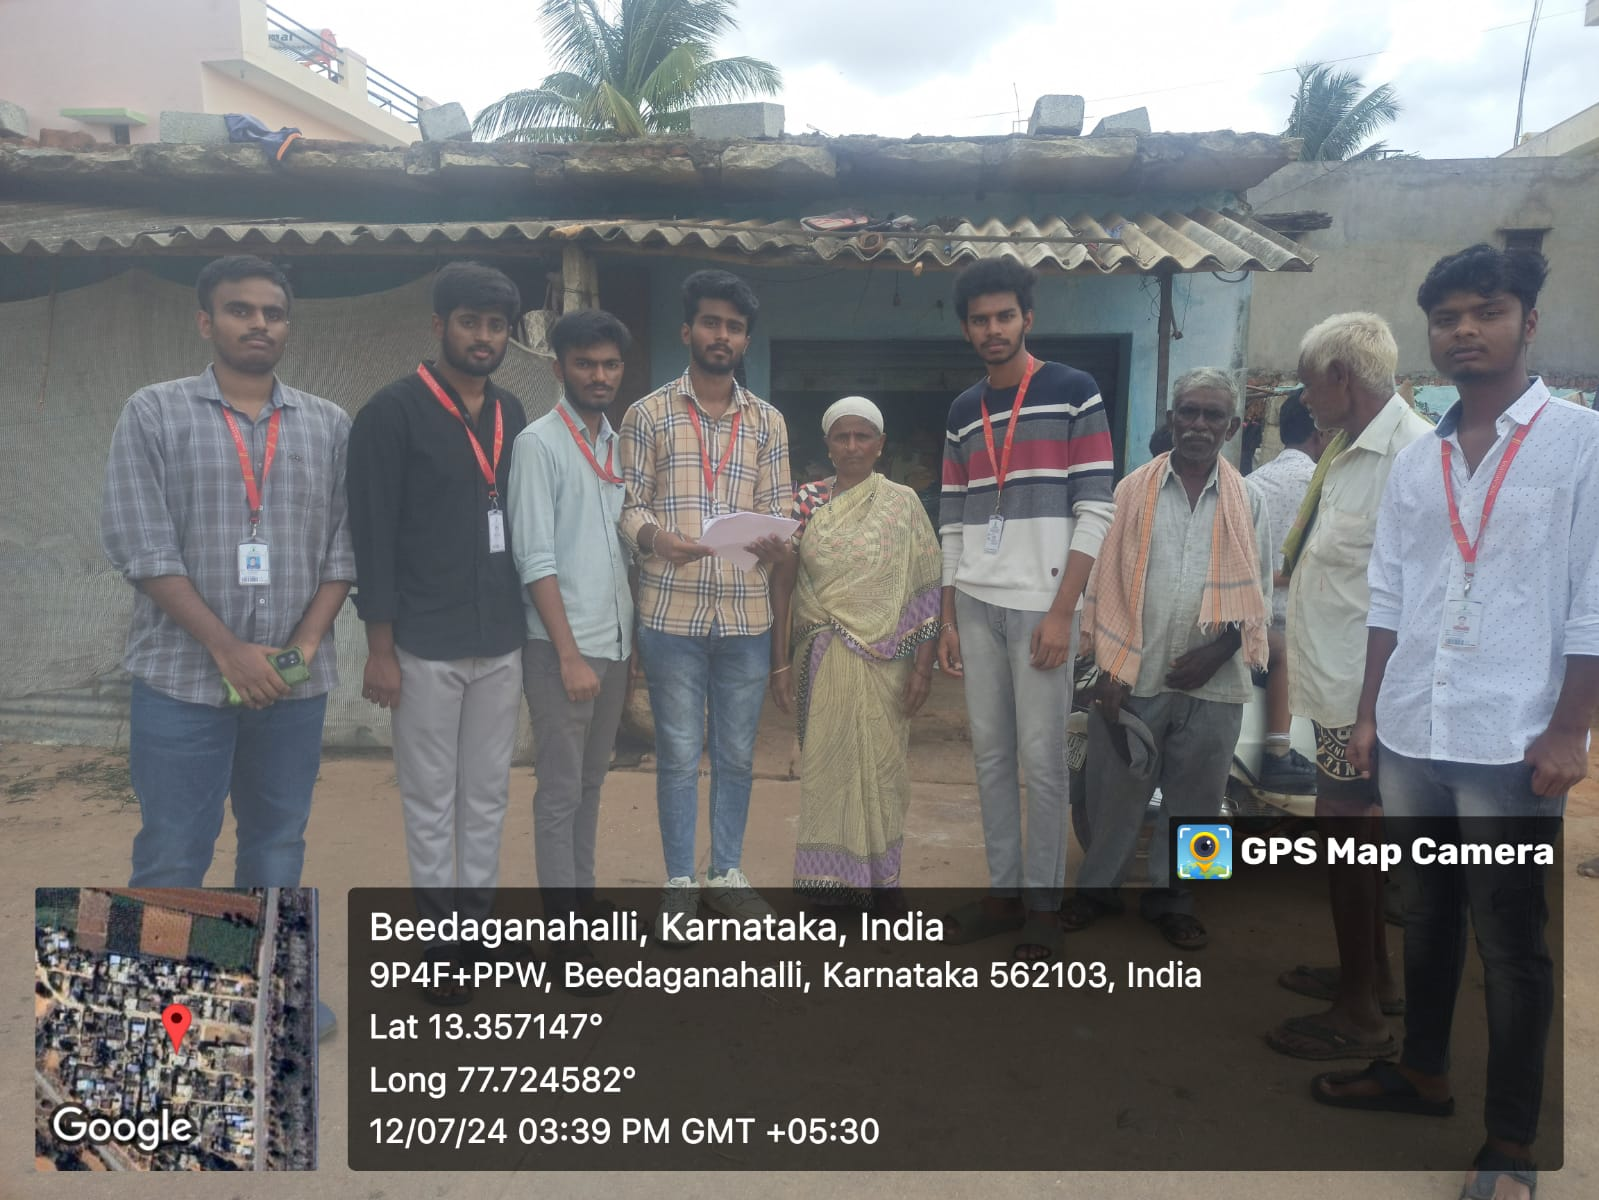 GPS Map Camera
Beedaganahalli, Karnataka, India
9P4F+PPW, Beedaganahalli, Karnataka 562103, India
Lat 13.357147°
Long 77.724582°
12/07/24 03:39 PM GMT +05:30
Google